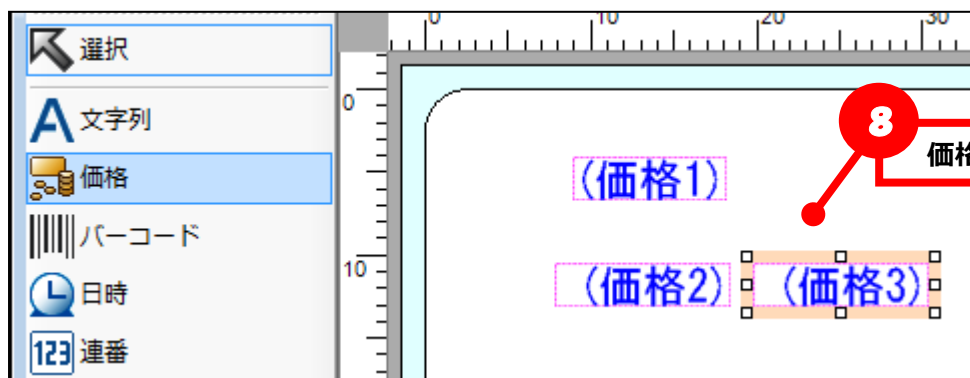 選択
文字列
価格
バーコード
日時
連番
0 10 20 30
0
10
8
価格
(価格1)
(価格2) (価格3)